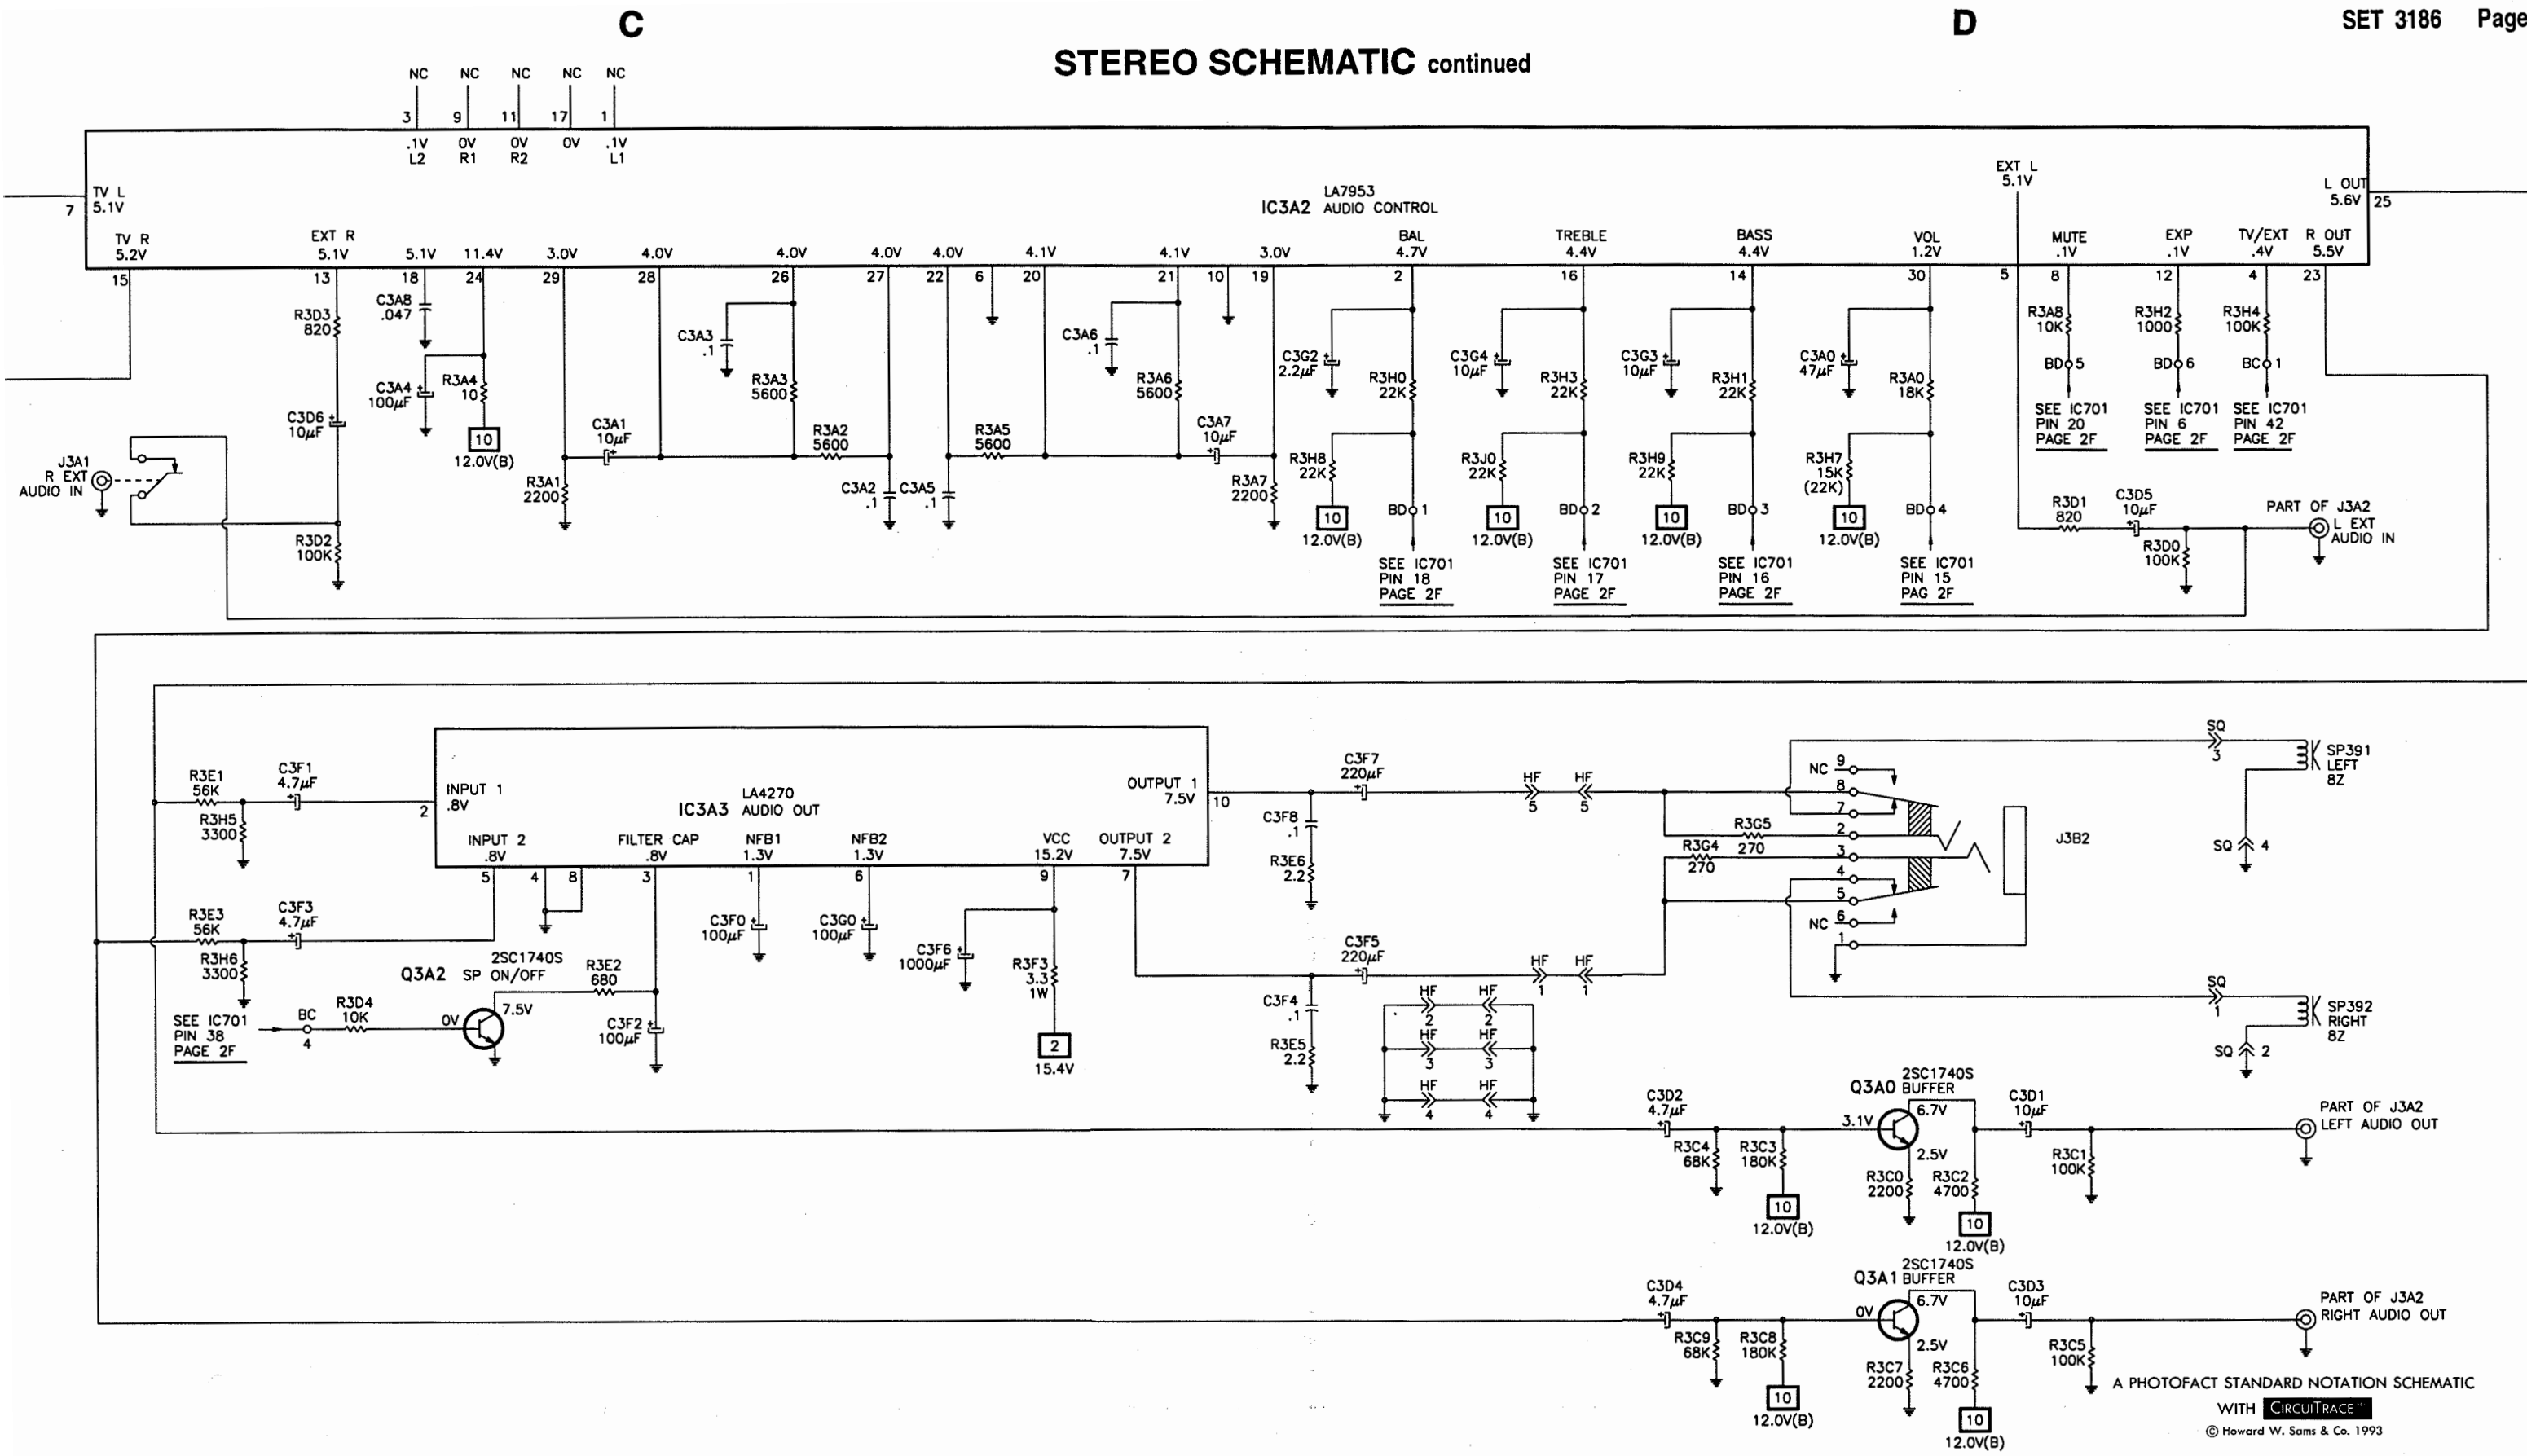 C
D
SET 3186 Page
STEREO SCHEMATIC continued
NC NC NC NC NC
3 9 11 17 1
.1V 0V 0V 0V .1V
L2 R1 R2 L1
TV L
7 5.1V
LA7953
IC3A2 AUDIO CONTROL
EXT L
5.1V
L OUT
5.6V 25
TV R
5.2V
EXT R
5.1V
5.1V 11.4V 3.0V 4.0V 4.0V 4.0V 4.0V 4.1V 4.1V 3.0V
BAL
4.7V
TREBLE
4.4V
BASS
4.4V
VOL
1.2V
MUTE
.1V
EXP
.1V
TV/EXT
.4V
R OUT
5.5V
15 13 18 24 29 28 26 27 22 6 20 21 10 19 2 16 14 30 5 8 12 4 23
R3D3
820
C3A8
.047
C3A4
100µF
R3A4
10
10
12.0V(B)
C3D6
10µF
C3A3
.1
R3A3
5600
C3A6
.1
R3A6
5600
C3A1
10µF
R3A2
5600
R3A5
5600
C3A7
10µF
R3A1
2200
C3A2
.1
C3A5
.1
R3A7
2200
J3A1
R EXT
AUDIO IN
R3D2
100K
C3G2
2.2µF
R3H0
22K
R3H8
22K
10
12.0V(B)
BD 1
SEE IC701
PIN 18
PAGE 2F
C3G4
10µF
R3H3
22K
R3J0
22K
10
12.0V(B)
BD 2
SEE IC701
PIN 17
PAGE 2F
C3G3
10µF
R3H1
22K
R3H9
22K
10
12.0V(B)
BD 3
SEE IC701
PIN 16
PAGE 2F
C3A0
47µF
R3A0
18K
R3H7
15K
(22K)
10
12.0V(B)
BD 4
SEE IC701
PIN 15
PAG 2F
R3A8
10K
BD 5
SEE IC701
PIN 20
PAGE 2F
R3H2
1000
BD 6
SEE IC701
PIN 6
PAGE 2F
R3H4
100K
BC 1
SEE IC701
PIN 42
PAGE 2F
R3D1
820
C3D5
10µF
R3D0
100K
PART OF J3A2
L EXT
AUDIO IN
R3E1
56K
C3F1
4.7µF
R3H5
3300
2
INPUT 1
.8V
LA4270
IC3A3 AUDIO OUT
OUTPUT 1
7.5V 10
INPUT 2
.8V
FILTER CAP
.8V
NFB1
1.3V
NFB2
1.3V
VCC
15.2V
OUTPUT 2
7.5V
5 4 8 3 1 6 9 7
R3E3
56K
C3F3
4.7µF
R3H6
3300
2SC1740S
Q3A2 SP ON/OFF
7.5V
0V
R3E2
680
SEE IC701
PIN 38
PAGE 2F
BC
4
R3D4
10K
C3F2
100µF
C3F0
100µF
C3G0
100µF
C3F6
1000µF
R3F3
3.3
1W
2
15.4V
C3F7
220µF
C3F8
.1
R3E6
2.2
HF HF
5 5
C3F5
220µF
C3F4
.1
R3E5
2.2
HF HF
1 1
HF HF
2 2
HF HF
3 3
HF HF
4 4
R3G5
270
R3G4
270
NC 9
8
7
2
3
4
5
NC 6
1
J3B2
SQ
3
SP391
LEFT
8Z
SQ 4
SQ
1
SP392
RIGHT
8Z
SQ 2
C3D2
4.7µF
R3C4
68K
R3C3
180K
10
12.0V(B)
2SC1740S
Q3A0 BUFFER
6.7V
3.1V
2.5V
R3C0
2200
R3C2
4700
10
12.0V(B)
C3D1
10µF
R3C1
100K
PART OF J3A2
LEFT AUDIO OUT
C3D4
4.7µF
R3C9
68K
R3C8
180K
10
12.0V(B)
2SC1740S
Q3A1 BUFFER
6.7V
0V
2.5V
R3C7
2200
R3C6
4700
10
12.0V(B)
C3D3
10µF
R3C5
100K
PART OF J3A2
RIGHT AUDIO OUT
A PHOTOFACT STANDARD NOTATION SCHEMATIC
WITH CIRCUITRACE
© Howard W. Sams & Co. 1993